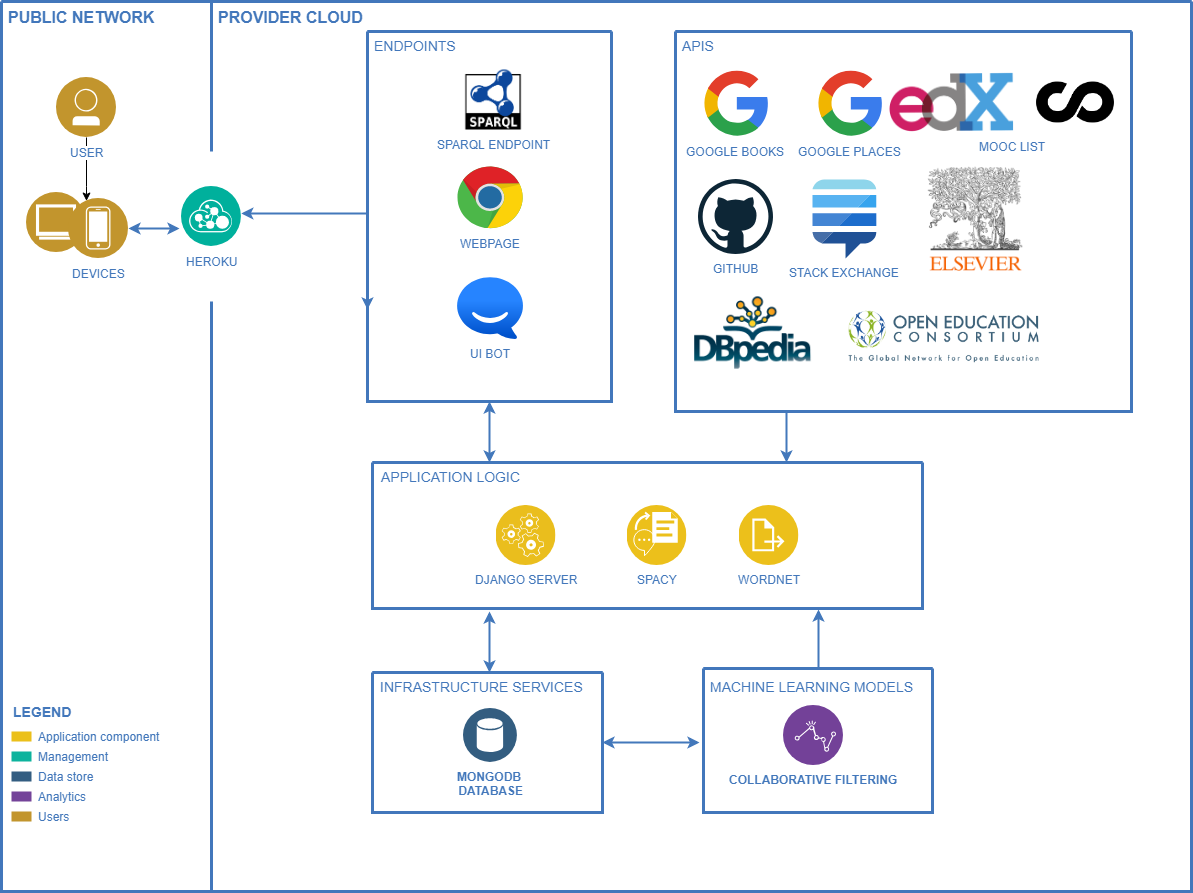 PUBLIC NETWORK
PROVIDER CLOUD
USER
DEVICES
HEROKU
ENDPOINTS
SPARQL
SPARQL ENDPOINT
WEBPAGE
UI BOT
APIS
GOOGLE BOOKS
GOOGLE PLACES
edX
MOOC LIST
GITHUB
STACK EXCHANGE
ELSEVIER
DBpedia
OPEN EDUCATION
CONSORTIUM
The Global Network for Open Education
APPLICATION LOGIC
DJANGO SERVER
SPACY
WORDNET
INFRASTRUCTURE SERVICES
MONGODB
DATABASE
MACHINE LEARNING MODELS
COLLABORATIVE FILTERING
LEGEND
Application component
Management
Data store
Analytics
Users